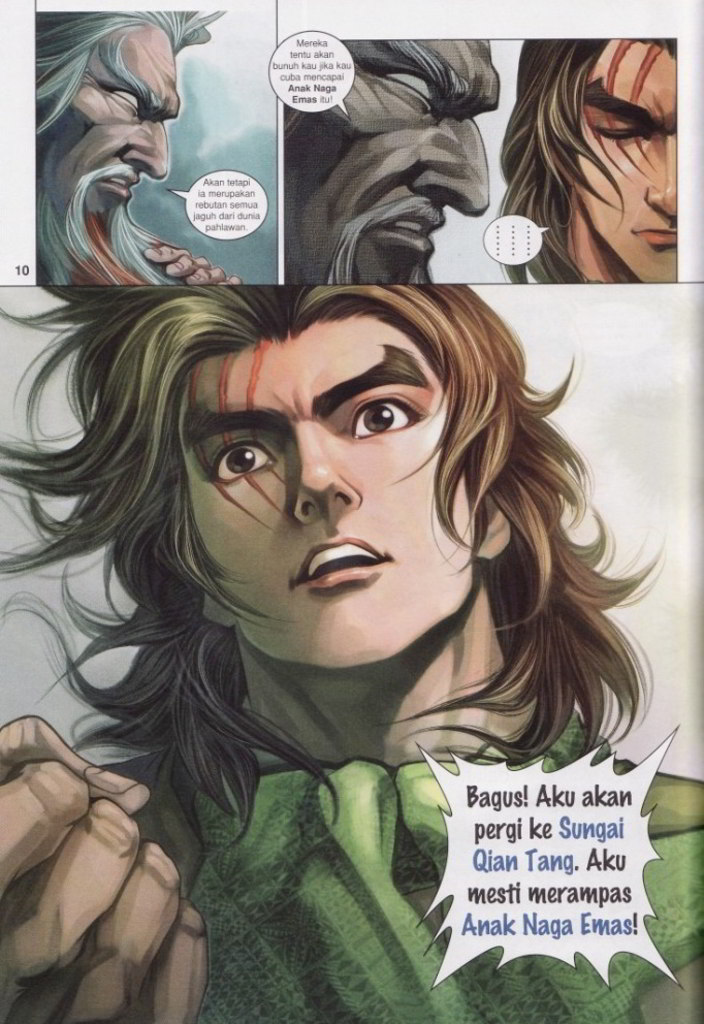 Akan tetapi
ia merupakan
rebutan semua
jaguh dari dunia
pahlawan.
Mereka
tentu akan
bunuh kau jika kau
cuba mencapai
Anak Naga
Emas itu!
10
Bagus! Aku akan
pergi ke Sungai
Qian Tang. Aku
mesti merampas
Anak Naga Emas!